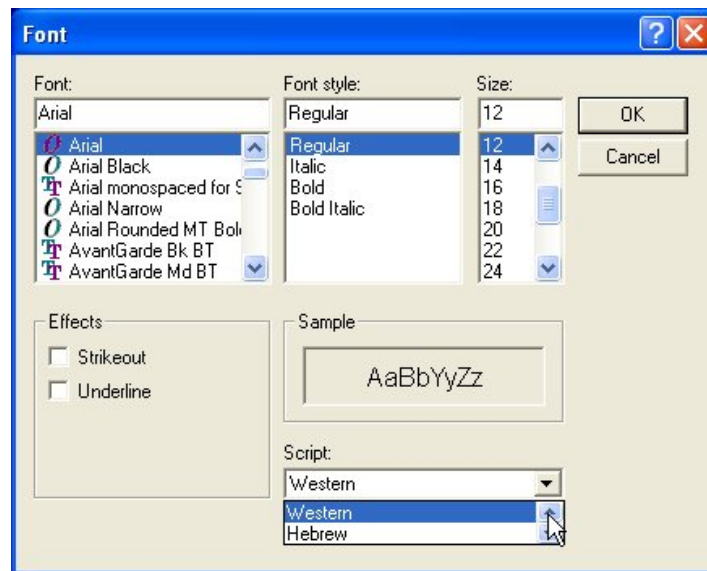 Font
Font:
Arial
Arial
Arial Black
Arial monospaced for S
Arial Narrow
Arial Rounded MT Bol
AvantGarde Bk BT
AvantGarde Md BT
Font style:
Regular
Regular
Italic
Bold
Bold Italic
Size:
12
12
14
16
18
20
22
24
OK
Cancel
Effects
Strikeout
Underline
Sample
AaBbYyZz
Script:
Western
Western
Hebrew